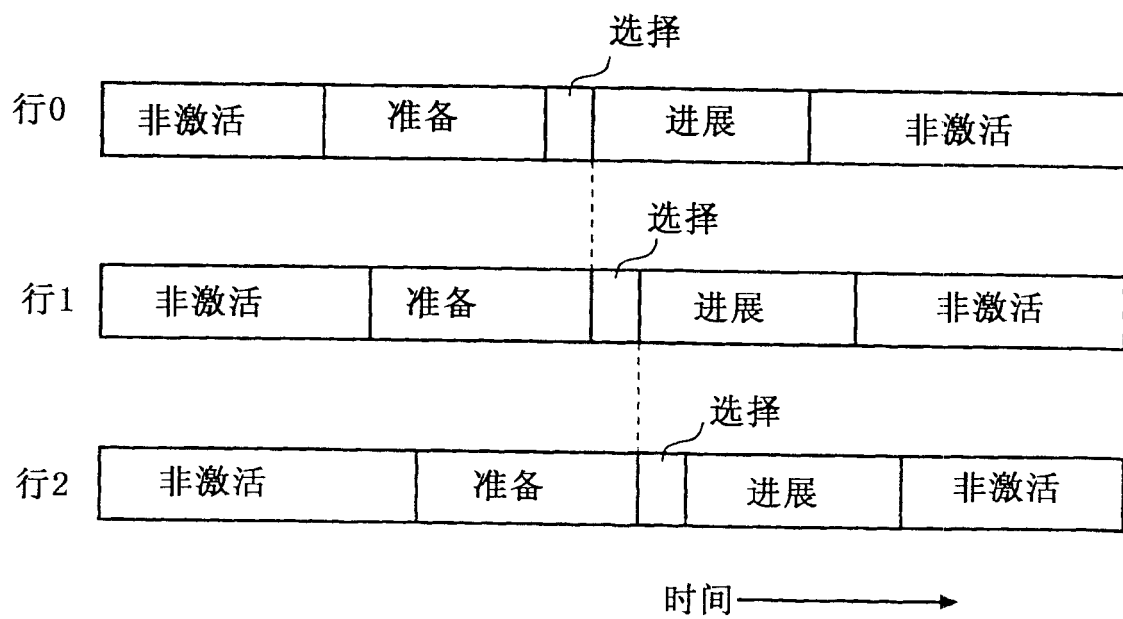 选择
行0 非激活 准备 进展 非激活
选择
行1 非激活 准备 进展 非激活
选择
行2 非激活 准备 进展 非激活
时间